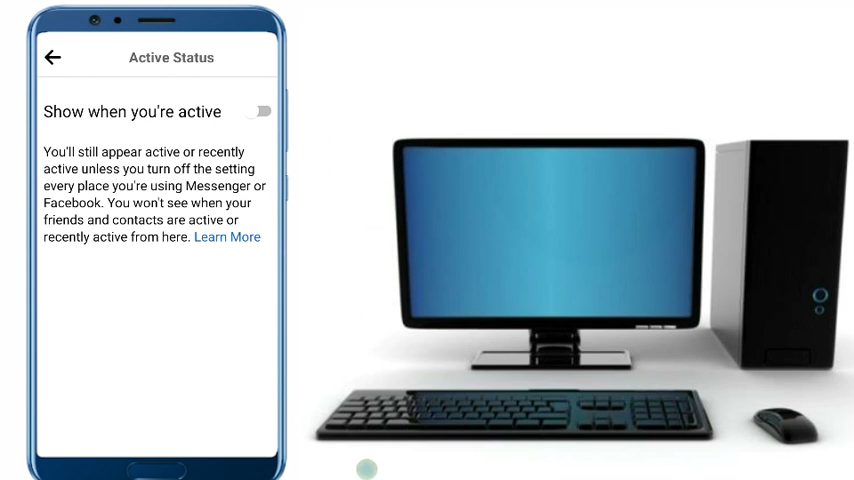 Active Status
Show when you're active
You'll still appear active or recently
active unless you turn off the setting
every place you're using Messenger or
Facebook. You won't see when your
friends and contacts are active or
recently active from here. Learn More